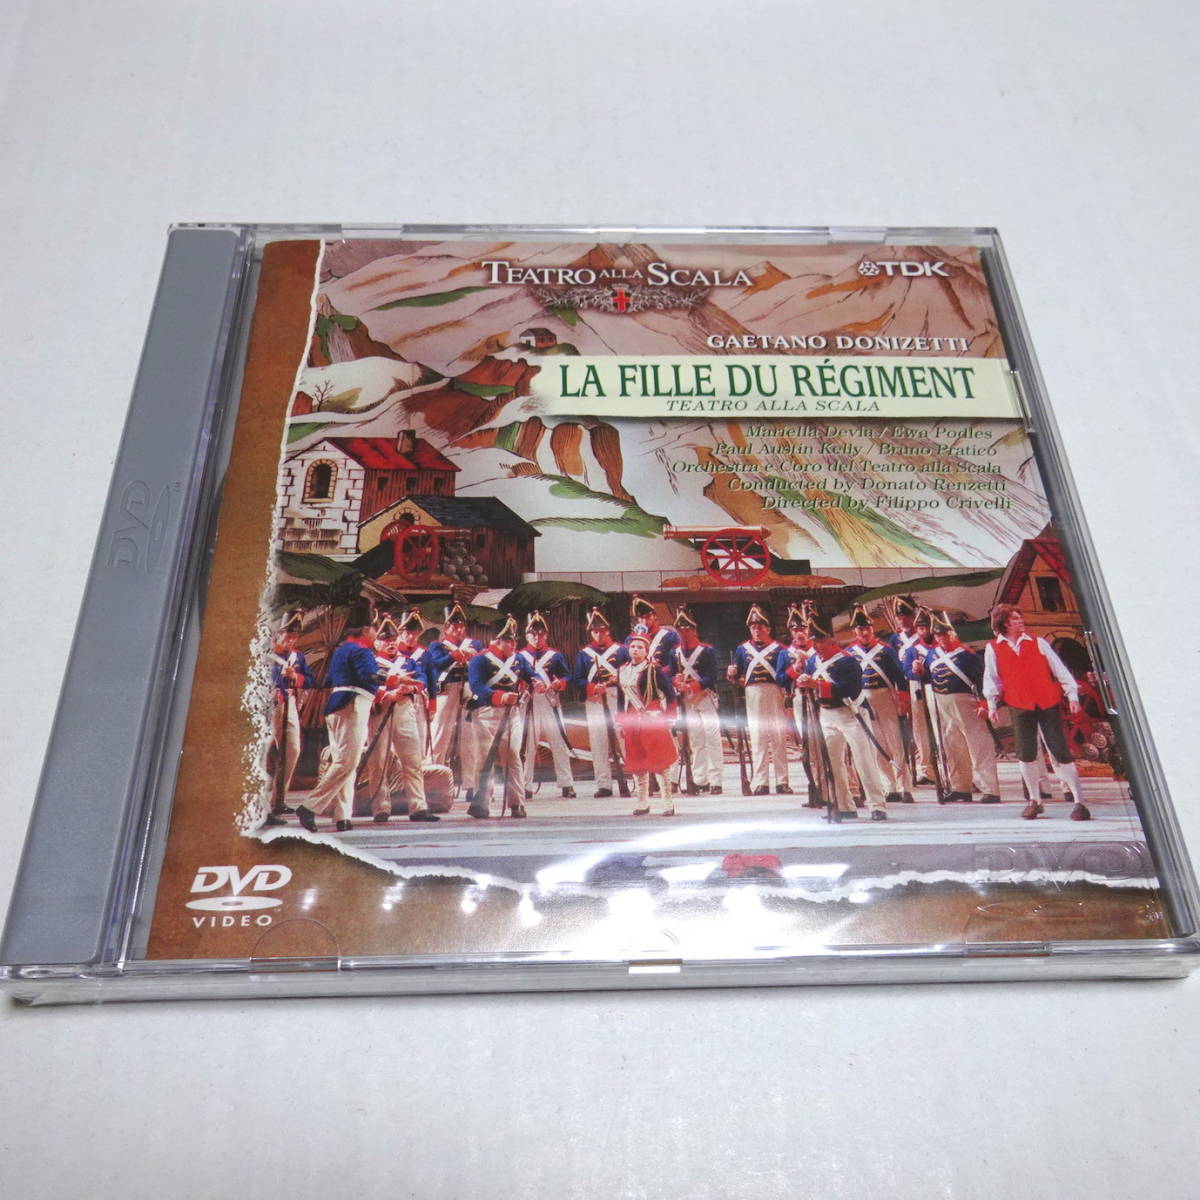 TEATRO ALLA SCALA
TDK
GAETANO DONIZETTI
LA FILLE DU RÉGIMENT
TEATRO ALLA SCALA
Mariella Devia / Ewa Podles
Paul Austin Kelly / Bruno Praticò
Orchestra e Coro del Teatro alla Scala
Conducted by Donato Renzetti
Directed by Filippo Crivelli
DVD
VIDEO
DVD
DVD